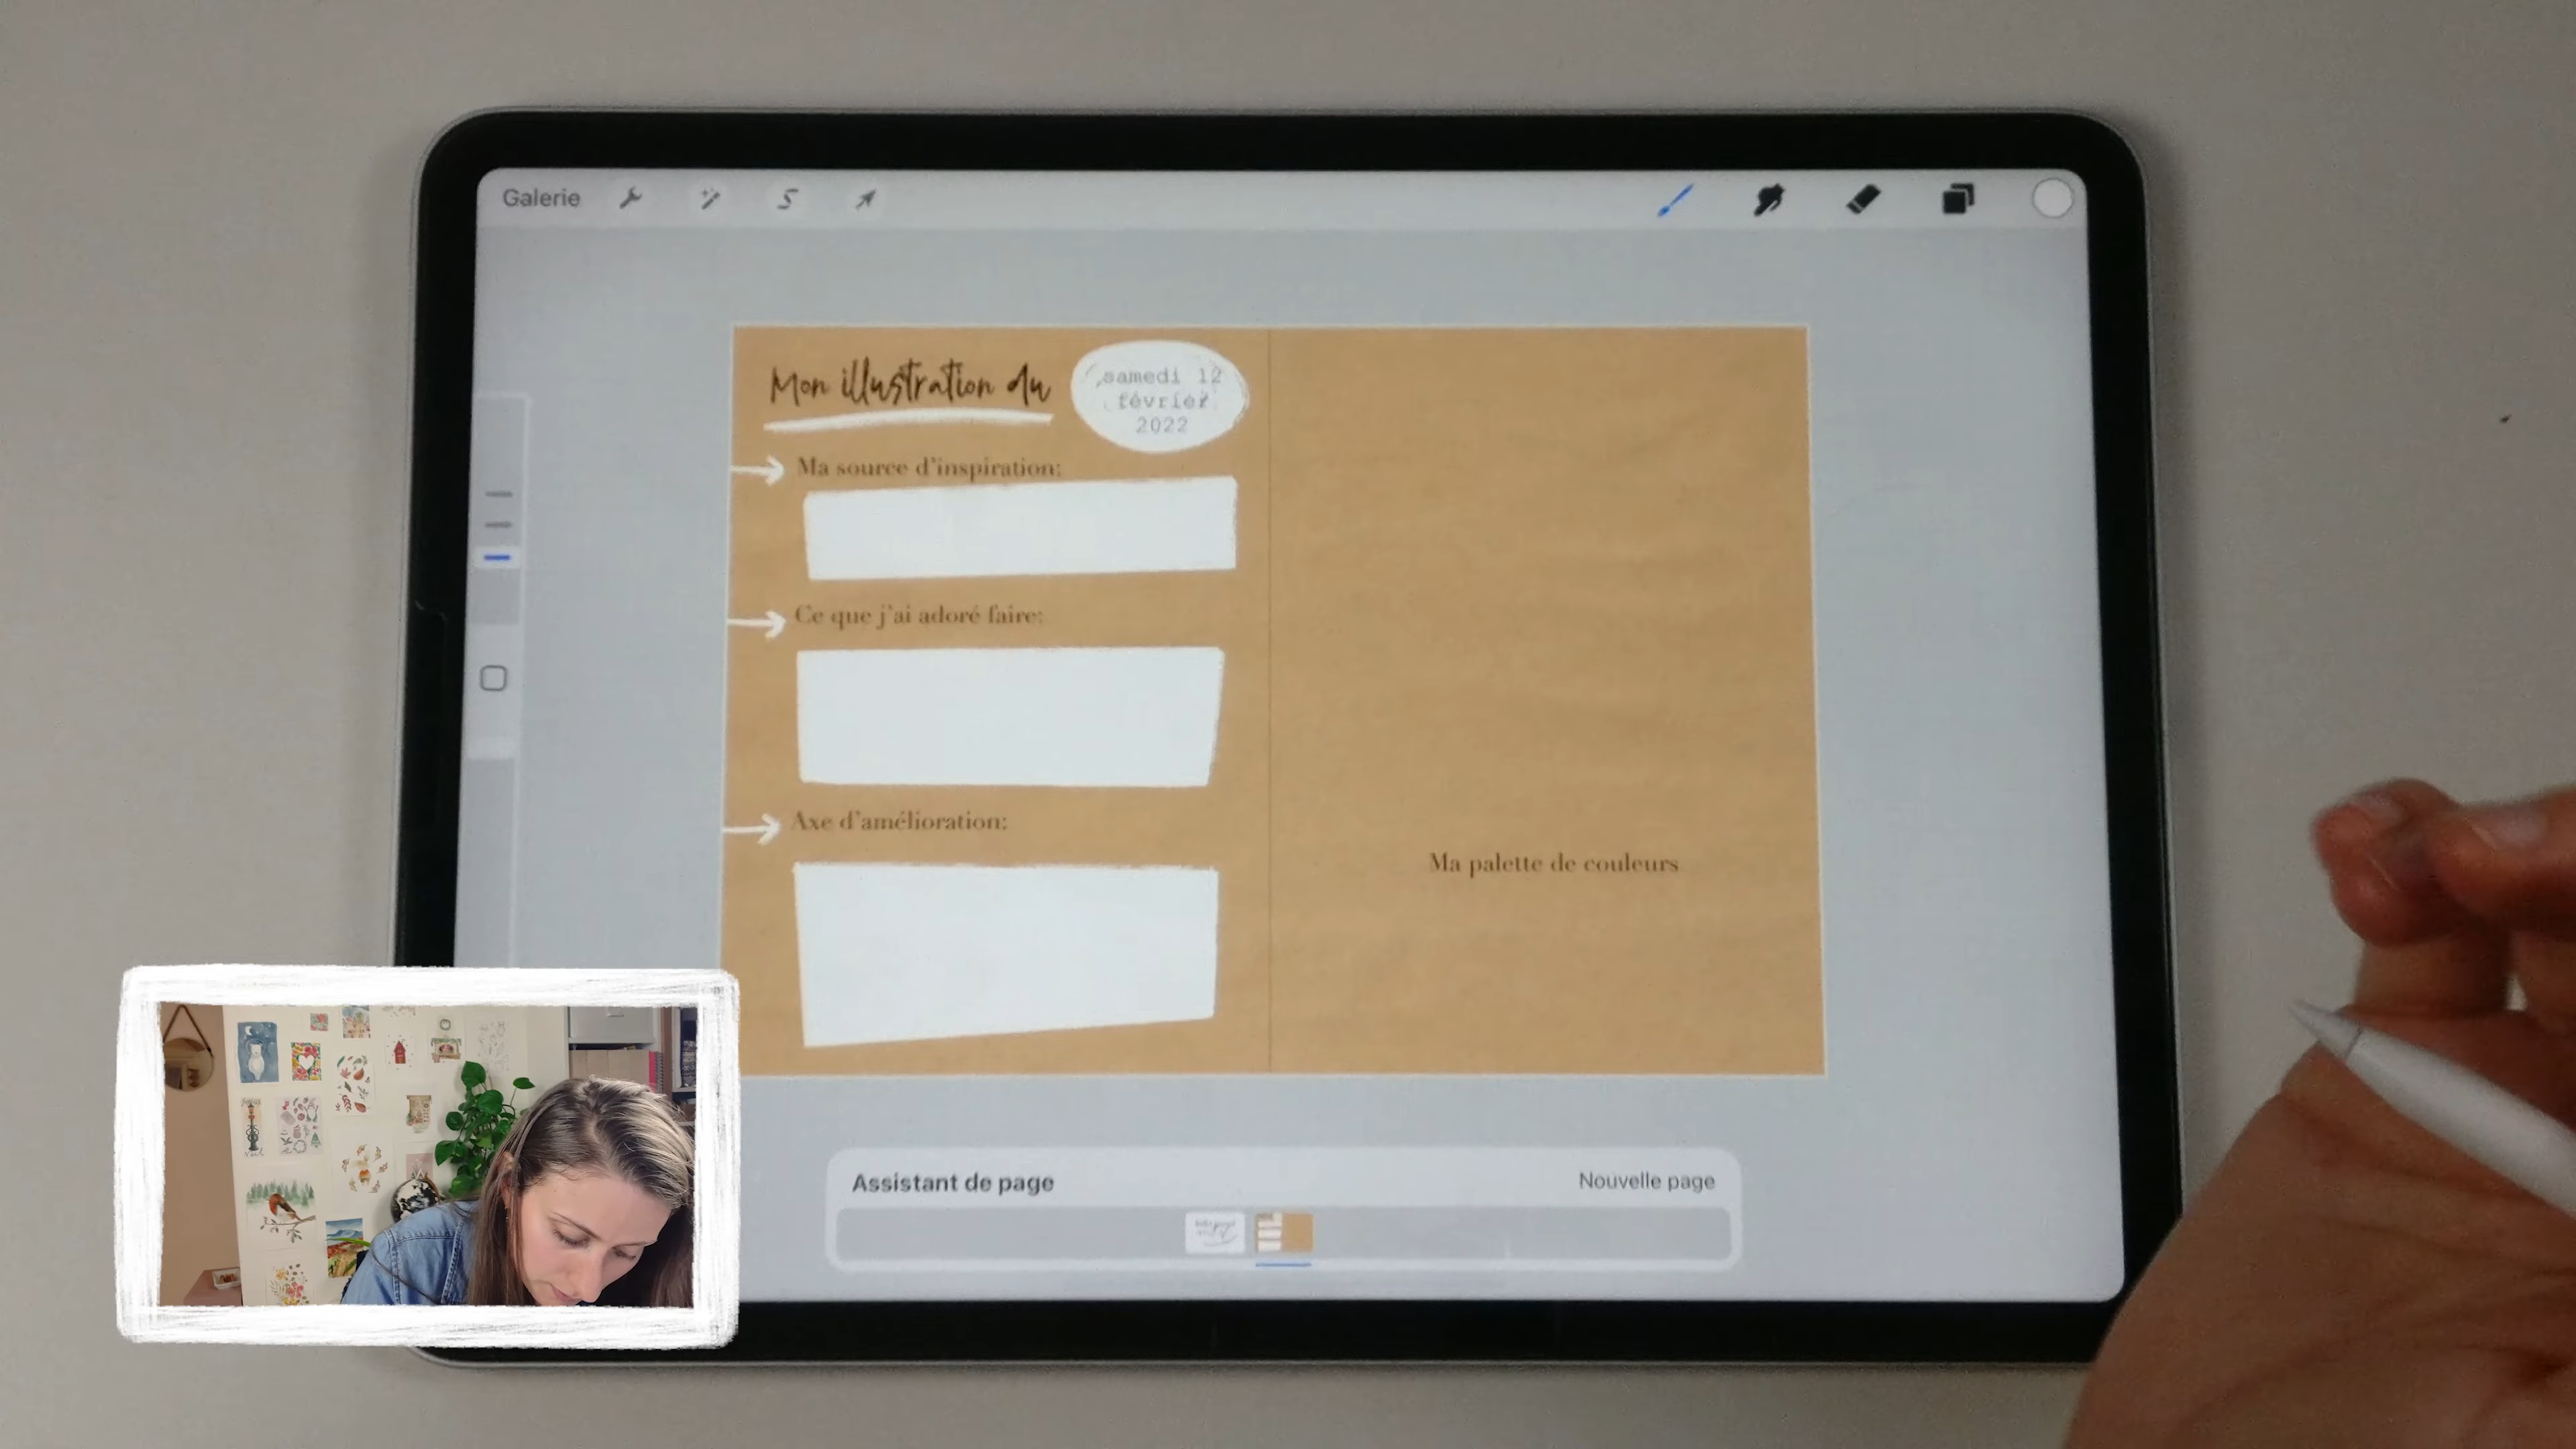 Galerie
Mon illustration du
samedi 12
février
2022
Ma source d'inspiration:
Ce que j'ai adoré faire:
Axe d'amélioration:
Ma palette de couleurs
Assistant de page
Nouvelle page